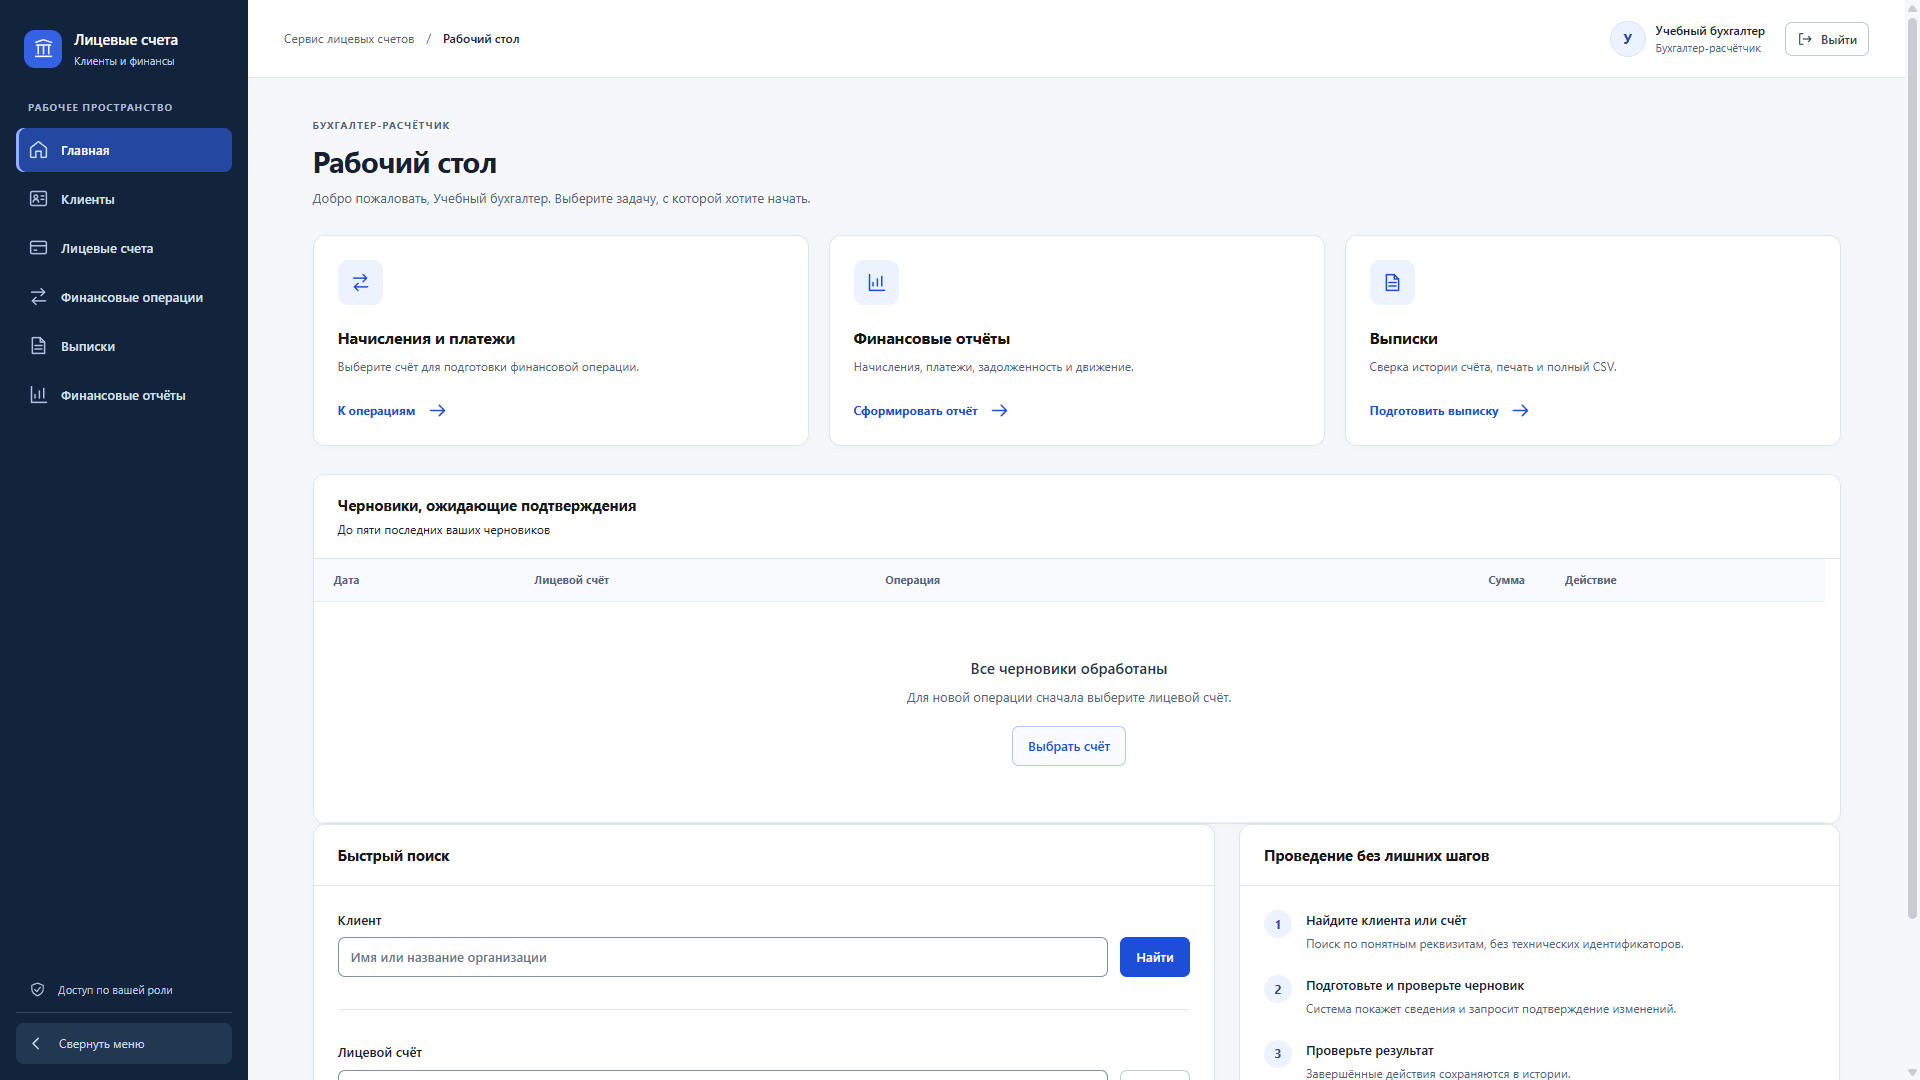 Лицевые счета
Клиенты и финансы
РАБОЧЕЕ ПРОСТРАНСТВО
Главная
Клиенты
Лицевые счета
Финансовые операции
Выписки
Финансовые отчёты
Доступ по вашей роли
Свернуть меню
Сервис лицевых счетов / Рабочий стол
У
Учебный бухгалтер
Бухгалтер-расчётчик
Выйти
БУХГАЛТЕР-РАСЧЁТЧИК
Рабочий стол
Добро пожаловать, Учебный бухгалтер. Выберите задачу, с которой хотите начать.
Начисления и платежи
Выберите счёт для подготовки финансовой операции.
К операциям
Финансовые отчёты
Начисления, платежи, задолженность и движение.
Сформировать отчёт
Выписки
Сверка истории счёта, печать и полный CSV.
Подготовить выписку
Черновики, ожидающие подтверждения
До пяти последних ваших черновиков
Дата Лицевой счёт Операция Сумма Действие
Все черновики обработаны
Для новой операции сначала выберите лицевой счёт.
Выбрать счёт
Быстрый поиск
Клиент
Имя или название организации
Найти
Лицевой счёт
Проведение без лишних шагов
1
Найдите клиента или счёт
Поиск по понятным реквизитам, без технических идентификаторов.
2
Подготовьте и проверьте черновик
Система покажет сведения и запросит подтверждение изменений.
3
Проверьте результат
Завершённые действия сохраняются в истории.